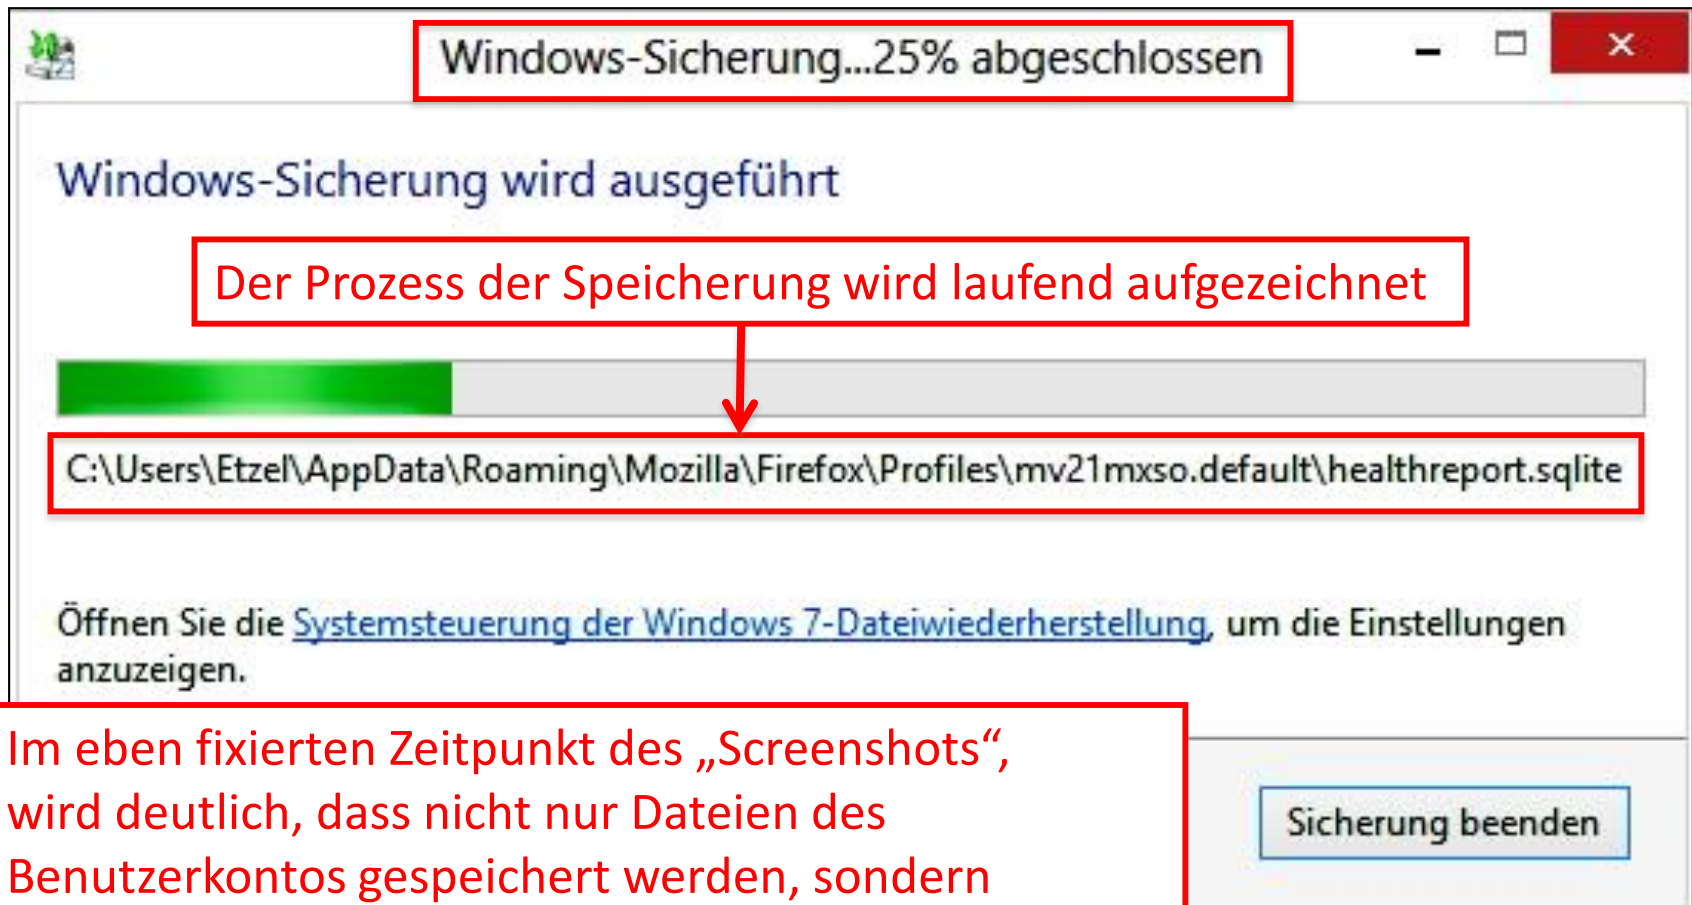 Windows-Sicherung...25% abgeschlossen
Windows-Sicherung wird ausgeführt
Der Prozess der Speicherung wird laufend aufgezeichnet
C:\Users\Etzel\AppData\Roaming\Mozilla\Firefox\Profiles\mv21mxso.default\healthreport.sqlite
Öffnen Sie die Systemsteuerung der Windows 7-Dateiwiederherstellung, um die Einstellungen
anzuzeigen.
Im eben fixierten Zeitpunkt des „Screenshots“,
wird deutlich, dass nicht nur Dateien des
Benutzerkontos gespeichert werden, sondern
Sicherung beenden